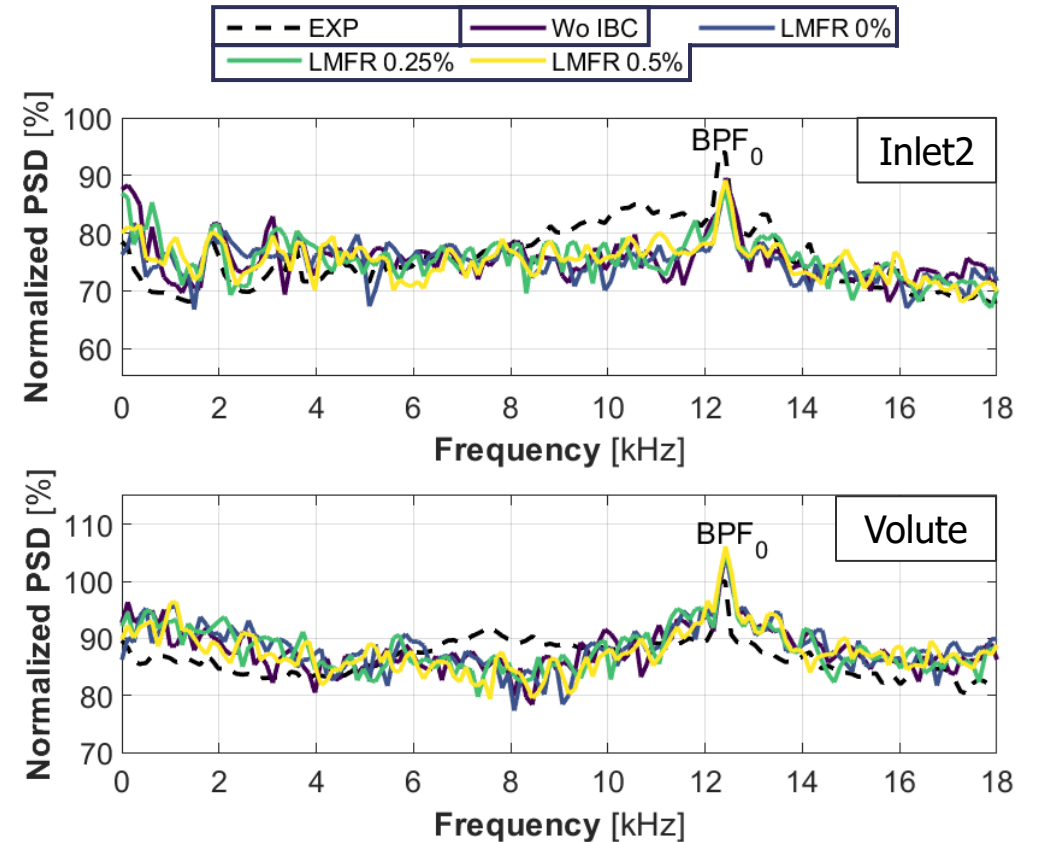 EXP Wo IBC LMFR 0%
LMFR 0.25% LMFR 0.5%
Normalized PSD [%]
100
90
80
70
60
BPF0
Inlet2
0 2 4 6 8 10 12 14 16 18
Frequency [kHz]
Normalized PSD [%]
110
100
90
80
70
BPF0
Volute
0 2 4 6 8 10 12 14 16 18
Frequency [kHz]